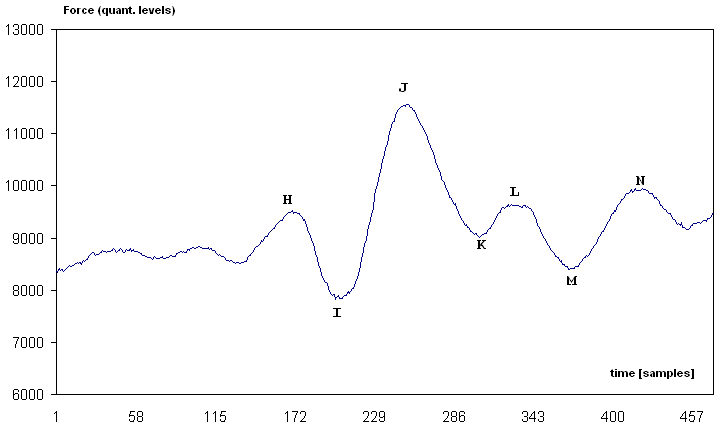 Force (quant. levels)
13000
12000
J
11000
10000
H
L
N
9000
K
8000
M
I
7000
time [samples]
6000
1 58 115 172 229 286 343 400 457